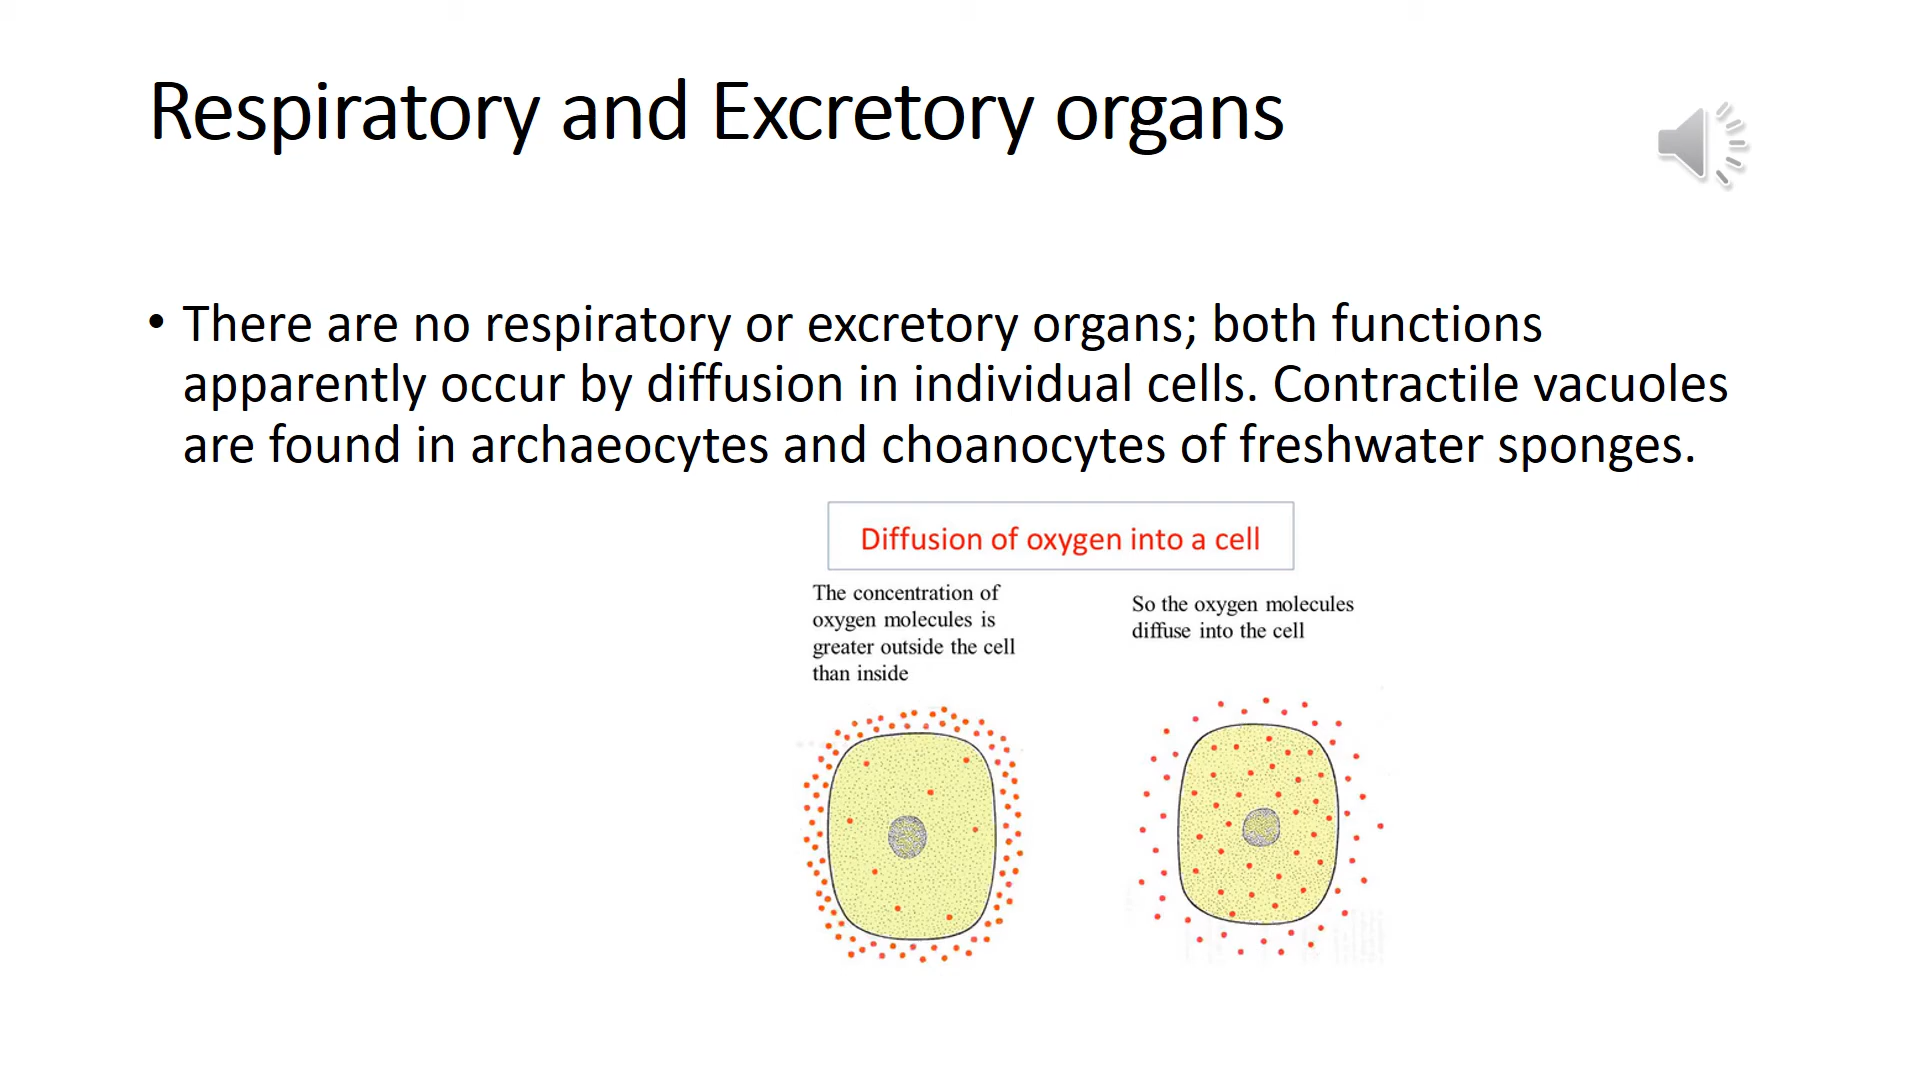 Respiratory and Excretory organs
• There are no respiratory or excretory organs; both functions
apparently occur by diffusion in individual cells. Contractile vacuoles
are found in archaeocytes and choanocytes of freshwater sponges.
Diffusion of oxygen into a cell
The concentration of
oxygen molecules is
greater outside the cell
than inside
So the oxygen molecules
diffuse into the cell